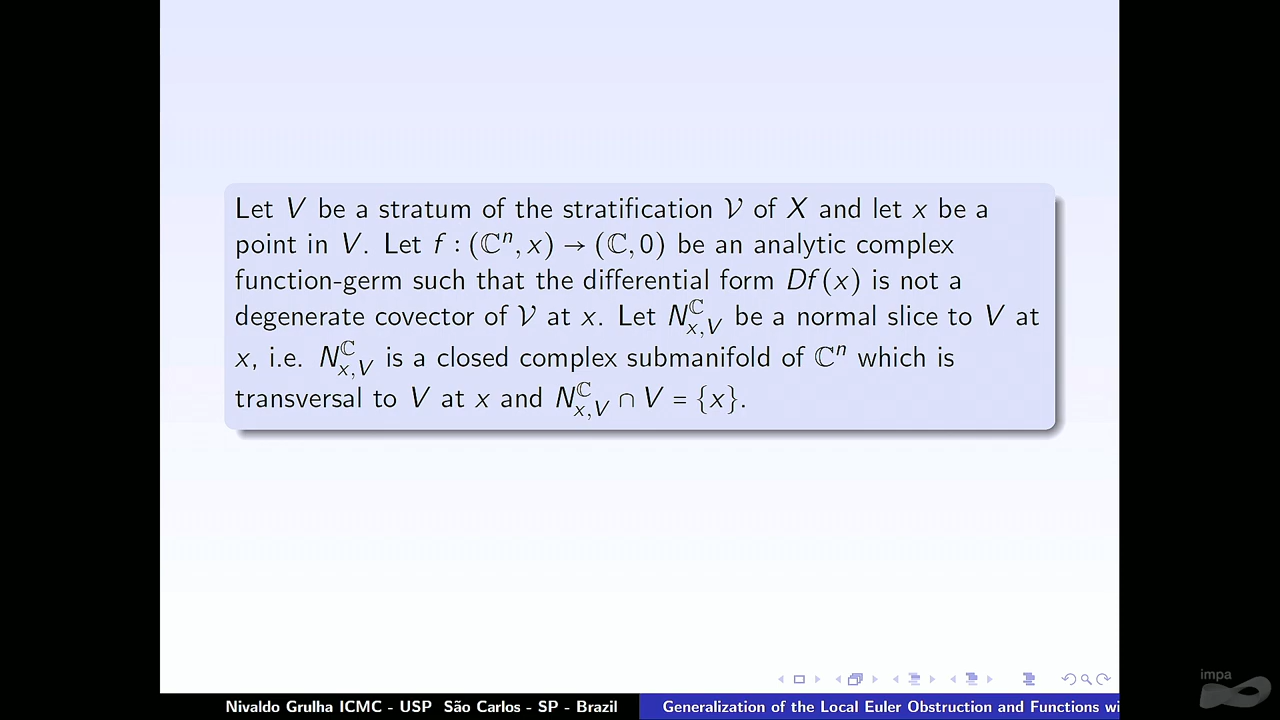 Let V be a stratum of the stratification 𝒱 of X and let x be a
point in V. Let f : (ℂⁿ, x) → (ℂ, 0) be an analytic complex
function-germ such that the differential form Df(x) is not a
degenerate covector of 𝒱 at x. Let N^ℂ_{x,V} be a normal slice to V at
x, i.e. N^ℂ_{x,V} is a closed complex submanifold of ℂⁿ which is
transversal to V at x and N^ℂ_{x,V} ∩ V = {x}.
impa
Nivaldo Grulha ICMC - USP São Carlos - SP - Brazil
Generalization of the Local Euler Obstruction and Functions wi